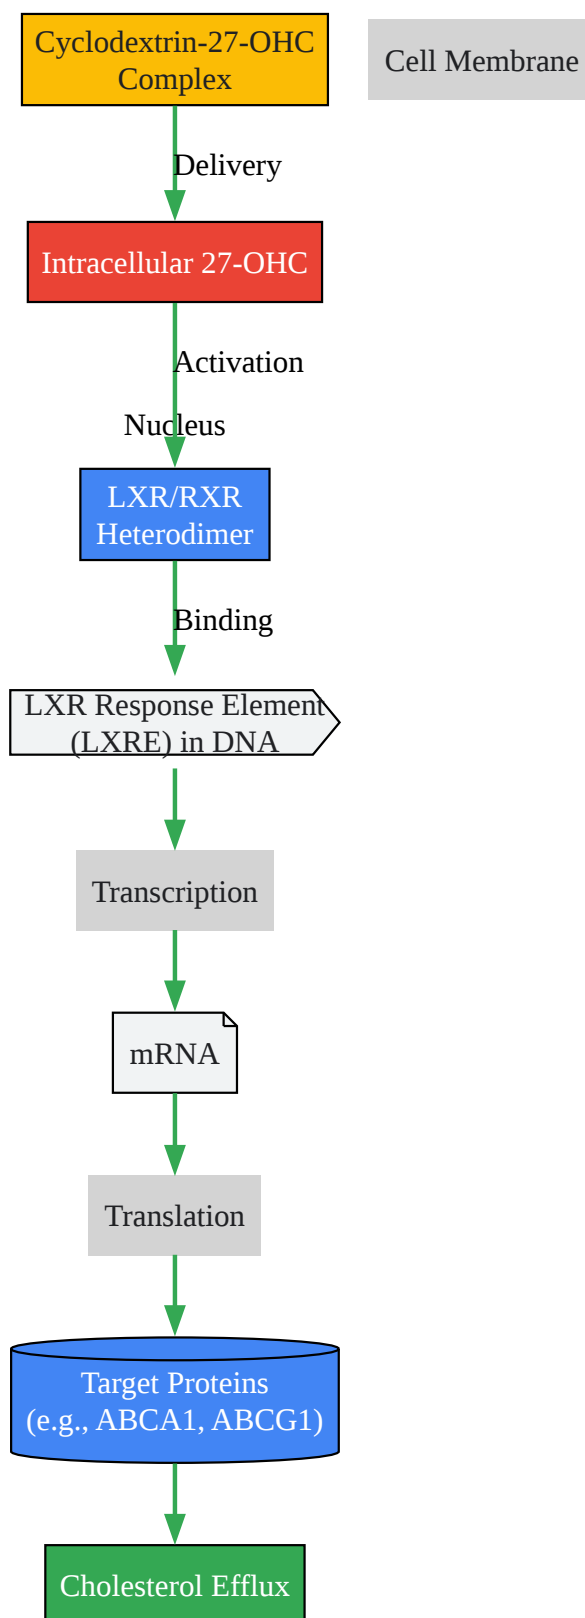 Cyclodextrin-27-OHC
Complex
Cell Membrane
Delivery
Intracellular 27-OHC
Activation
Nucleus
LXR/RXR
Heterodimer
Binding
LXR Response Element
(LXRE) in DNA
Transcription
mRNA
Translation
Target Proteins
(e.g., ABCA1, ABCG1)
Cholesterol Efflux